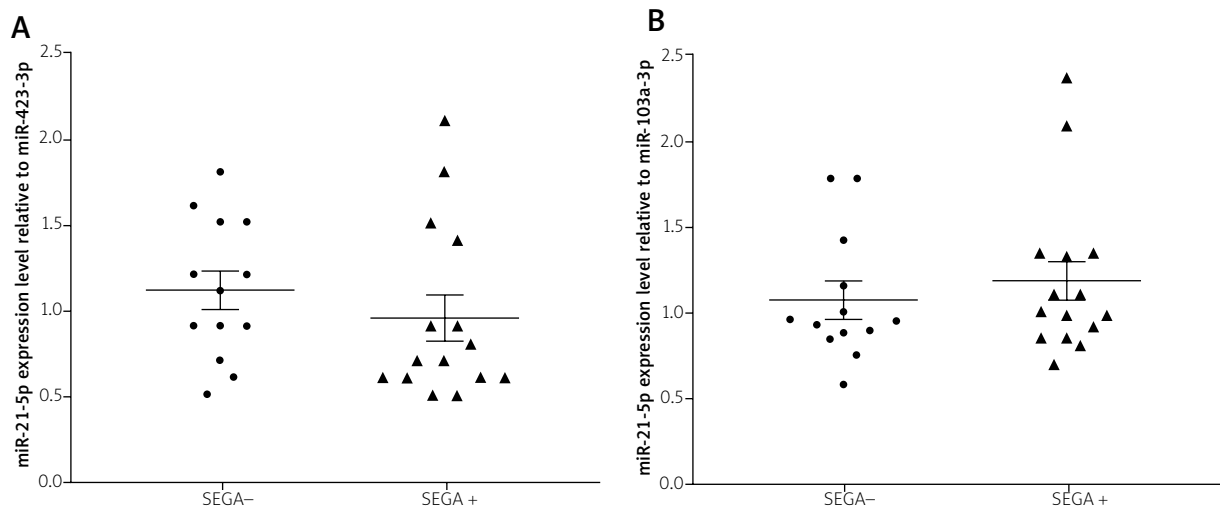 A
miR-21-5p expression level relative to miR-423-3p
2.5
2.0
1.5
1.0
0.5
0.0
SEGA–
SEGA +
B
miR-21-5p expression level relative to miR-103a-3p
2.5
2.0
1.5
1.0
0.5
0.0
SEGA–
SEGA +